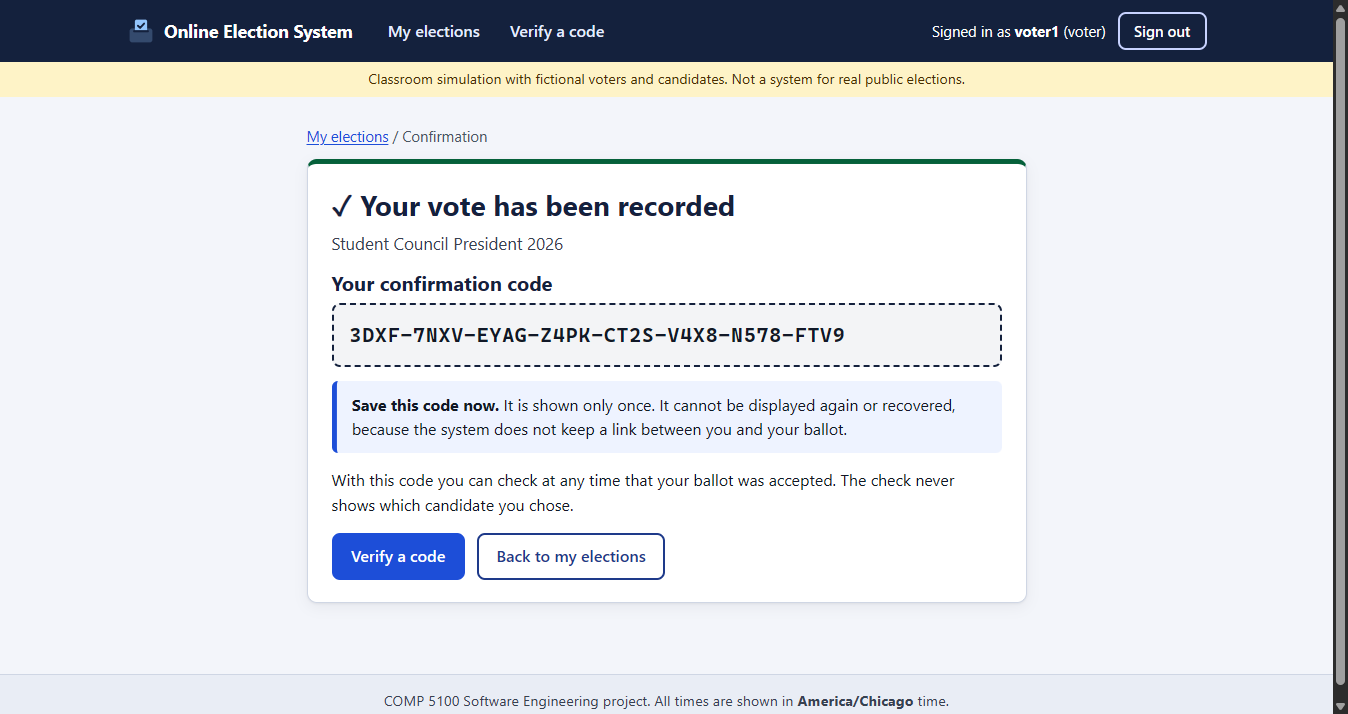 Online Election System
My elections
Verify a code
Signed in as voter1 (voter)
Sign out
Classroom simulation with fictional voters and candidates. Not a system for real public elections.
My elections / Confirmation
✓ Your vote has been recorded
Student Council President 2026
Your confirmation code
3DXF-7NXV-EYAG-Z4PK-CT2S-V4X8-N578-FTV9
Save this code now. It is shown only once. It cannot be displayed again or recovered,
because the system does not keep a link between you and your ballot.
With this code you can check at any time that your ballot was accepted. The check never
shows which candidate you chose.
Verify a code
Back to my elections
COMP 5100 Software Engineering project. All times are shown in America/Chicago time.